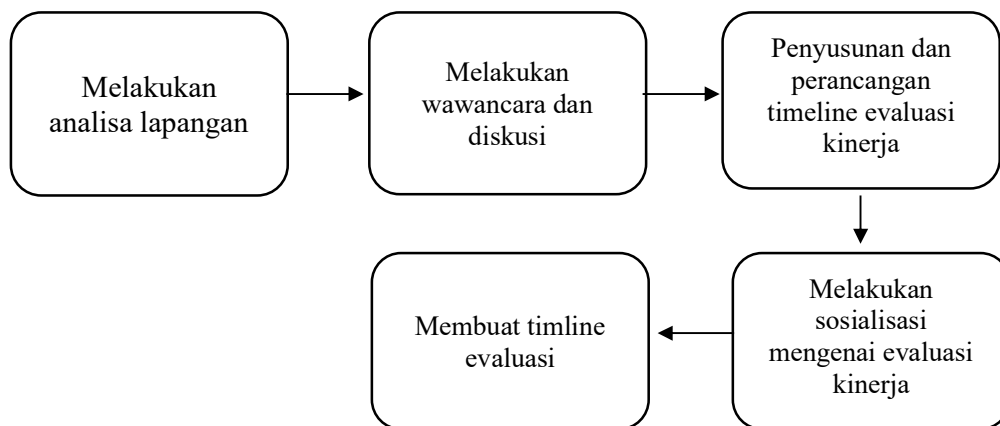 Melakukan
analisa lapangan
Melakukan
wawancara dan
diskusi
Penyusunan dan
perancangan
timeline evaluasi
kinerja
Melakukan
sosialisasi
mengenai evaluasi
kinerja
Membuat timline
evaluasi